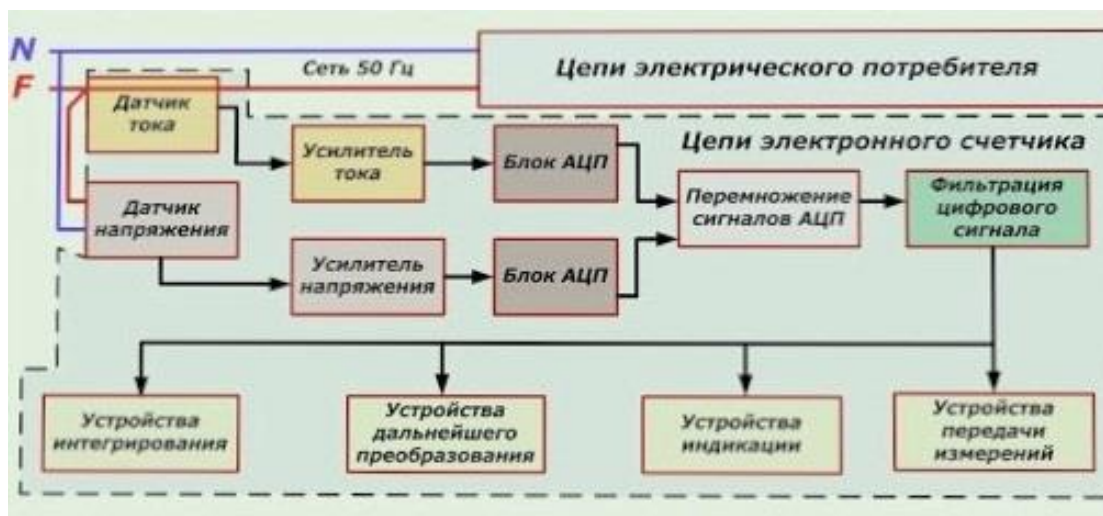 N
F
Сеть 50 Гц
Цепи электрического потребителя
Датчик
тока
Цепи электронного счетчика
Усилитель
тока
Блок АЦП
Перемножение
сигналов АЦП
Фильтрация
цифрового
сигнала
Датчик
напряжения
Усилитель
напряжения
Блок АЦП
Устройства
интегрирования
Устройства
дальнейшего
преобразования
Устройства
индикации
Устройства
передачи
измерений